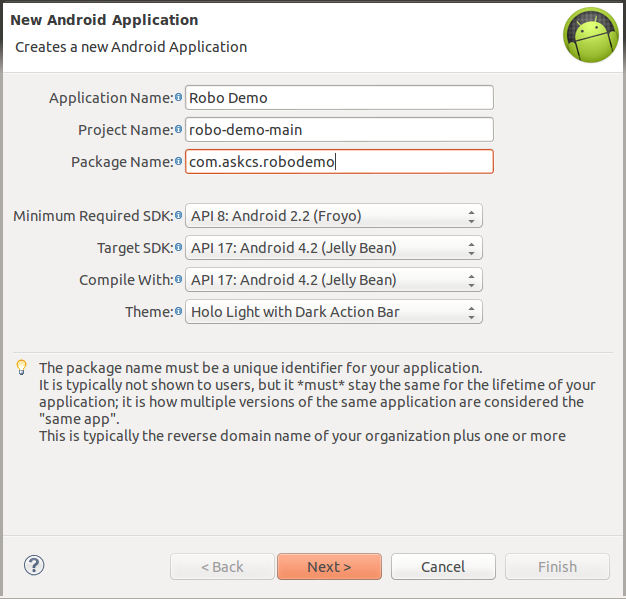 New Android Application
Creates a new Android Application
Application Name: Robo Demo
Project Name: robo-demo-main
Package Name: com.askcs.robodemo
Minimum Required SDK: API 8: Android 2.2 (Froyo)
Target SDK: API 17: Android 4.2 (Jelly Bean)
Compile With: API 17: Android 4.2 (Jelly Bean)
Theme: Holo Light with Dark Action Bar
The package name must be a unique identifier for your application.
It is typically not shown to users, but it *must* stay the same for the lifetime of your
application; it is how multiple versions of the same application are considered the
"same app".
This is typically the reverse domain name of your organization plus one or more
? < Back Next > Cancel Finish